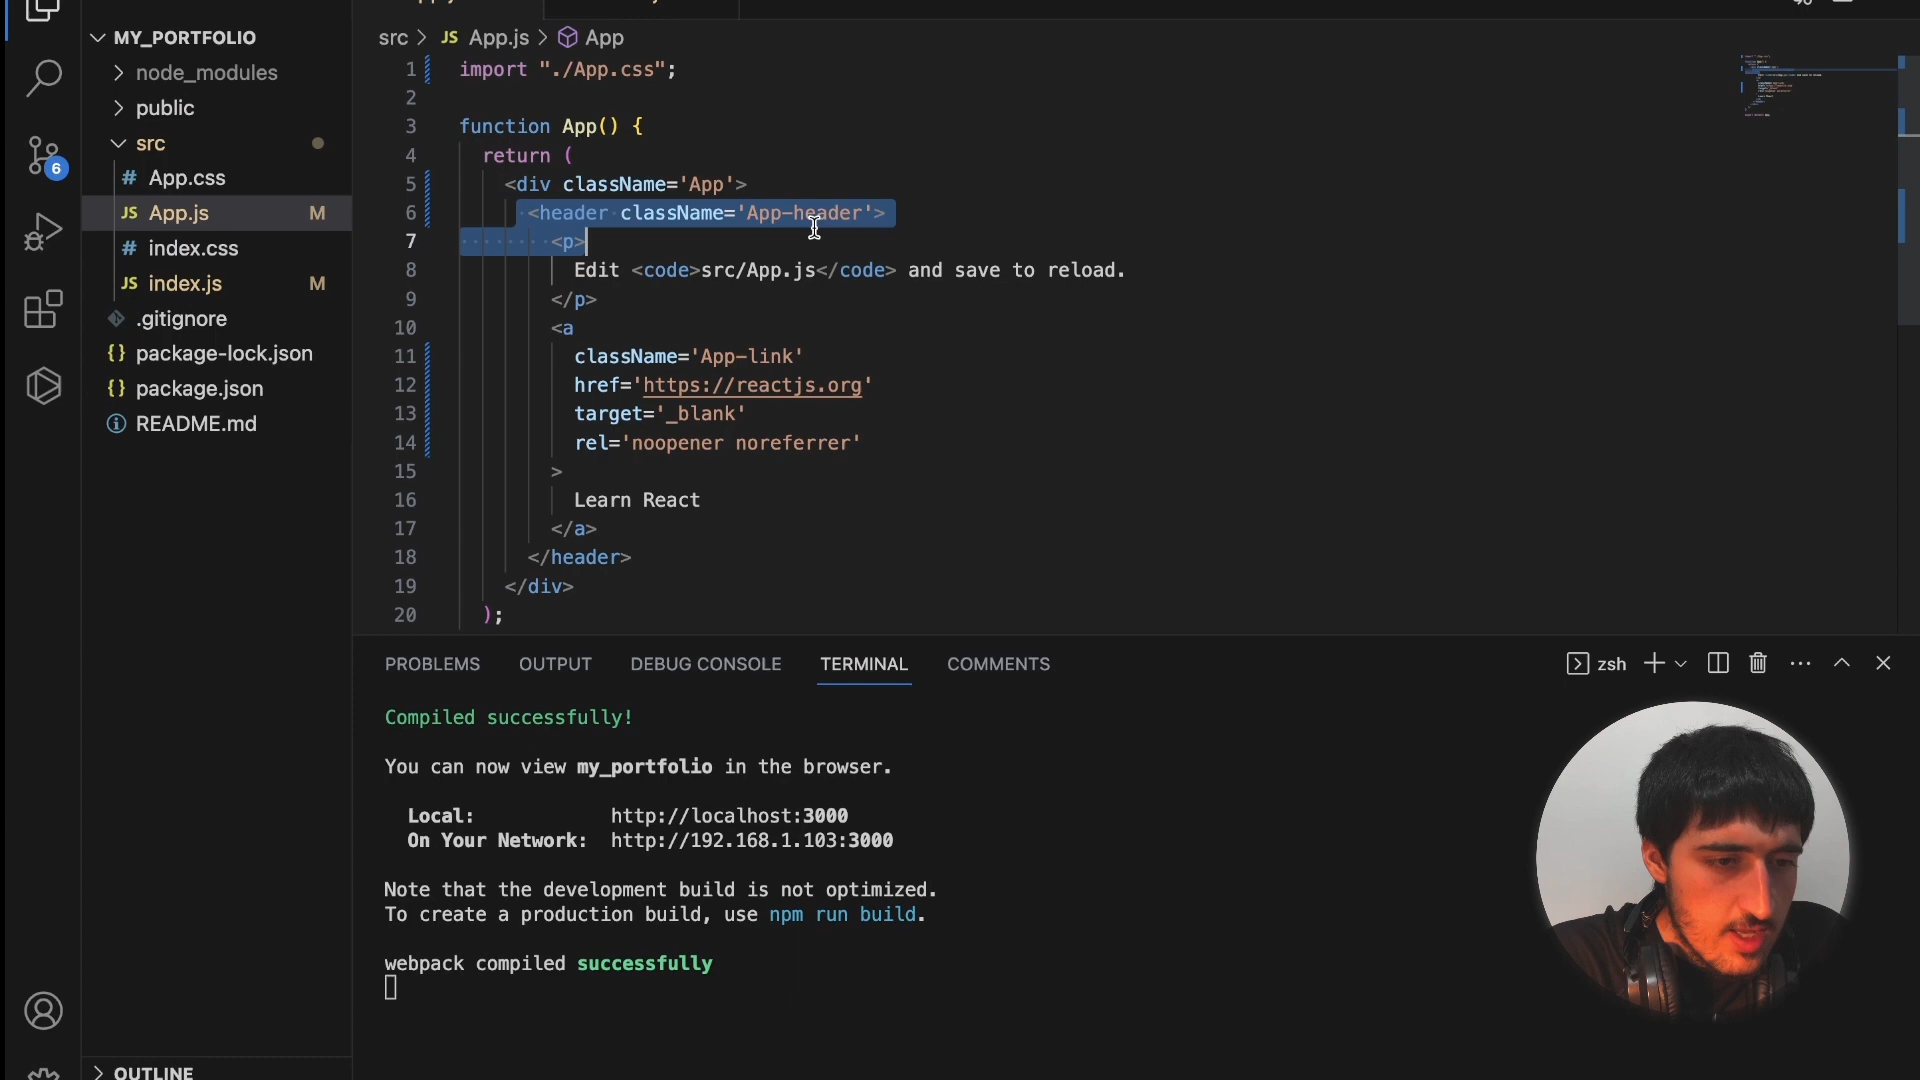 MY_PORTFOLIO
node_modules
public
src
# App.css
JS App.js M
# index.css
JS index.js M
.gitignore
{} package-lock.json
{} package.json
README.md
OUTLINE
6
src > JS App.js > App
1 import "./App.css";
2
3 function App() {
4 return (
5 <div className='App'>
6 <header className='App-header'>
7 <p>
8 Edit <code>src/App.js</code> and save to reload.
9 </p>
10 <a
11 className='App-link'
12 href='https://reactjs.org'
13 target='_blank'
14 rel='noopener noreferrer'
15 >
16 Learn React
17 </a>
18 </header>
19 </div>
20 );
PROBLEMS OUTPUT DEBUG CONSOLE TERMINAL COMMENTS
zsh
Compiled successfully!
You can now view my_portfolio in the browser.
Local: http://localhost:3000
On Your Network: http://192.168.1.103:3000
Note that the development build is not optimized.
To create a production build, use npm run build.
webpack compiled successfully